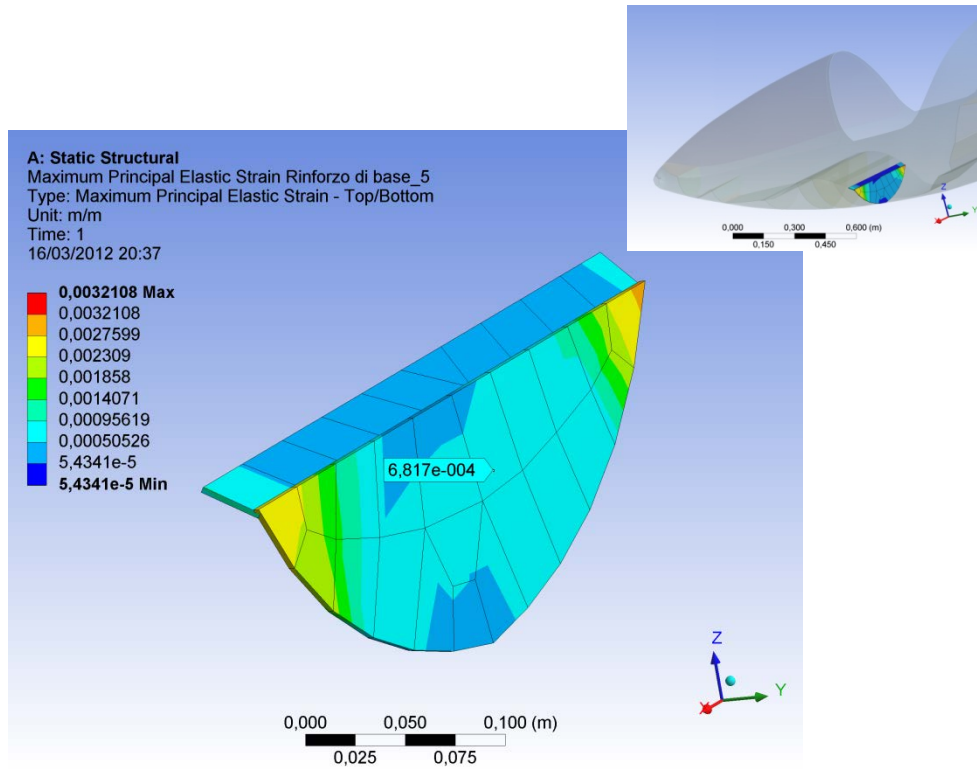 0,000
0,300
0,600 (m)
0,150
0,450
Z
X
Y
A: Static Structural
Maximum Principal Elastic Strain Rinforzo di base_5
Type: Maximum Principal Elastic Strain - Top/Bottom
Unit: m/m
Time: 1
16/03/2012 20:37
0,0032108 Max
0,0032108
0,0027599
0,002309
0,001858
0,0014071
0,00095619
0,00050526
5,4341e-5
5,4341e-5 Min
6,817e-004
Z
Y
X
0,000
0,050
0,100 (m)
0,025
0,075